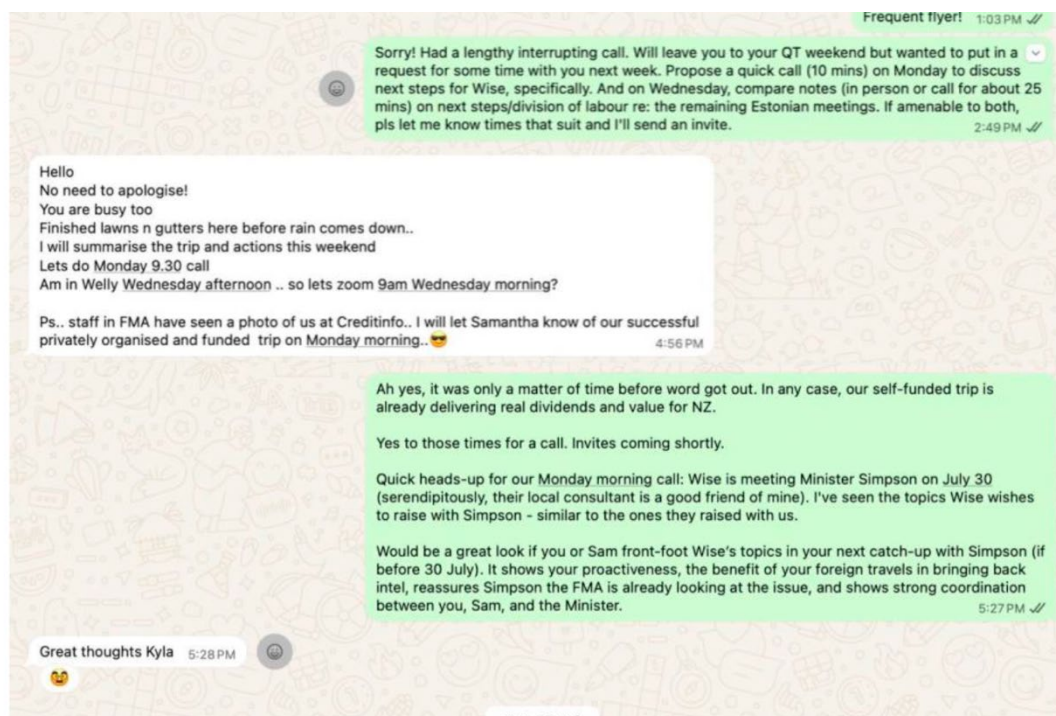 Frequent flyer! 1:03 PM
Sorry! Had a lengthy interrupting call. Will leave you to your QT weekend but wanted to put in a
request for some time with you next week. Propose a quick call (10 mins) on Monday to discuss
next steps for Wise, specifically. And on Wednesday, compare notes (in person or call for about 25
mins) on next steps/division of labour re: the remaining Estonian meetings. If amenable to both,
pls let me know times that suit and I'll send an invite. 2:49 PM
Hello
No need to apologise!
You are busy too
Finished lawns n gutters here before rain comes down..
I will summarise the trip and actions this weekend
Lets do Monday 9.30 call
Am in Welly Wednesday afternoon .. so lets zoom 9am Wednesday morning?
Ps.. staff in FMA have seen a photo of us at Creditinfo.. I will let Samantha know of our successful
privately organised and funded trip on Monday morning..😎 4:56 PM
Ah yes, it was only a matter of time before word got out. In any case, our self-funded trip is
already delivering real dividends and value for NZ.
Yes to those times for a call. Invites coming shortly.
Quick heads-up for our Monday morning call: Wise is meeting Minister Simpson on July 30
(serendipitously, their local consultant is a good friend of mine). I've seen the topics Wise wishes
to raise with Simpson - similar to the ones they raised with us.
Would be a great look if you or Sam front-foot Wise's topics in your next catch-up with Simpson (if
before 30 July). It shows your proactiveness, the benefit of your foreign travels in bringing back
intel, reassures Simpson the FMA is already looking at the issue, and shows strong coordination
between you, Sam, and the Minister. 5:27 PM
Great thoughts Kyla 5:28 PM